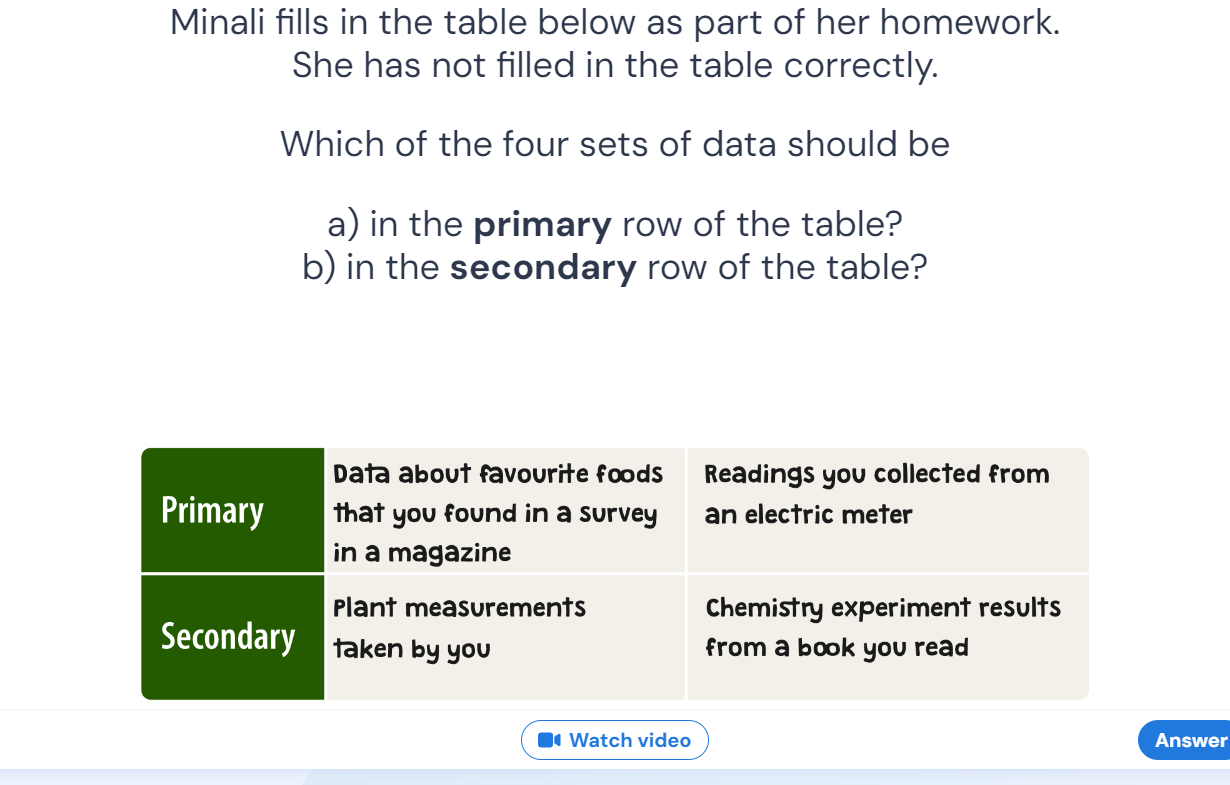 Minali fills in the table below as part of her homework.
She has not filled in the table correctly.
Which of the four sets of data should be
a) in the primary row of the table?
b) in the secondary row of the table?
Primary
Data about favourite foods
that you found in a survey
in a magazine
Readings you collected from
an electric meter
Secondary
Plant measurements
taken by you
Chemistry experiment results
from a book you read
Watch video
Answer